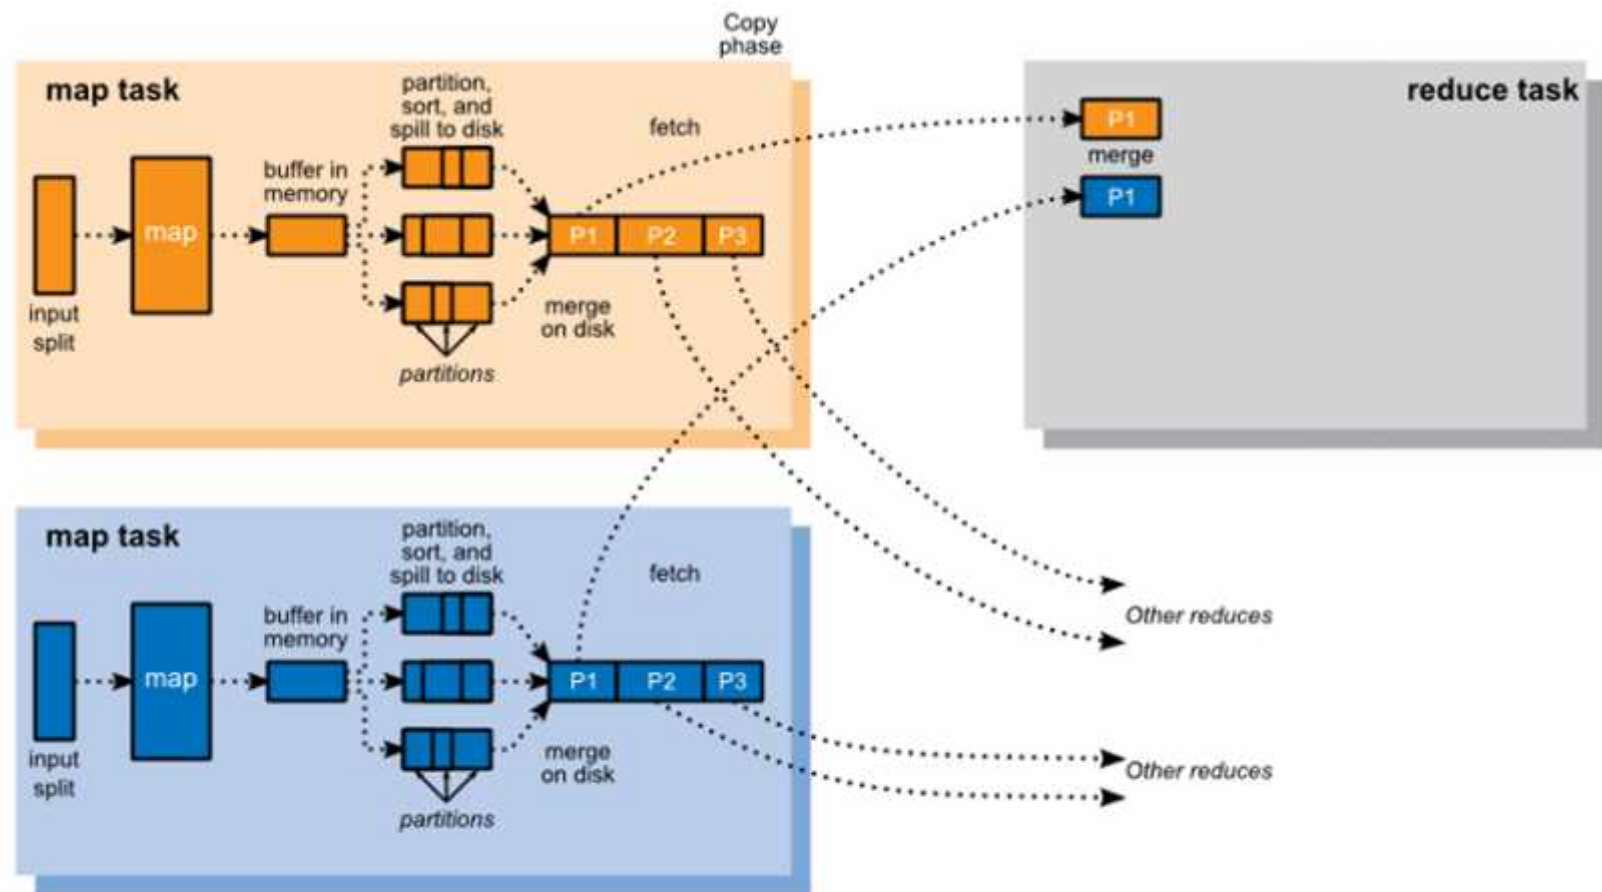 Copy
phase
map task
partition,
sort, and
spill to disk
fetch
buffer in
memory
map
input
split
P1 P2 P3
merge
on disk
partitions
reduce task
P1
merge
P1
map task
partition,
sort, and
spill to disk
fetch
buffer in
memory
map
input
split
P1 P2 P3
merge
on disk
partitions
Other reduces
Other reduces